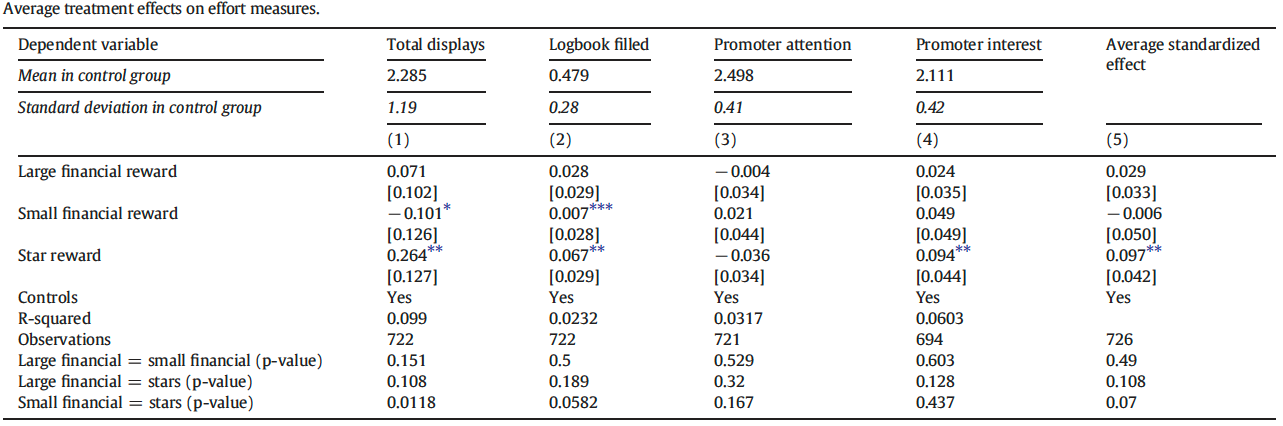 Average treatment effects on effort measures.
Dependent variable Total displays Logbook filled Promoter attention Promoter interest Average standardized effect
Mean in control group 2.285 0.479 2.498 2.111
Standard deviation in control group 1.19 0.28 0.41 0.42
(1) (2) (3) (4) (5)
Large financial reward 0.071 0.028 −0.004 0.024 0.029
[0.102] [0.029] [0.034] [0.035] [0.033]
Small financial reward −0.101* 0.007*** 0.021 0.049 −0.006
[0.126] [0.028] [0.044] [0.049] [0.050]
Star reward 0.264** 0.067** −0.036 0.094** 0.097**
[0.127] [0.029] [0.034] [0.044] [0.042]
Controls Yes Yes Yes Yes Yes
R-squared 0.099 0.0232 0.0317 0.0603
Observations 722 722 721 694 726
Large financial = small financial (p-value) 0.151 0.5 0.529 0.603 0.49
Large financial = stars (p-value) 0.108 0.189 0.32 0.128 0.108
Small financial = stars (p-value) 0.0118 0.0582 0.167 0.437 0.07